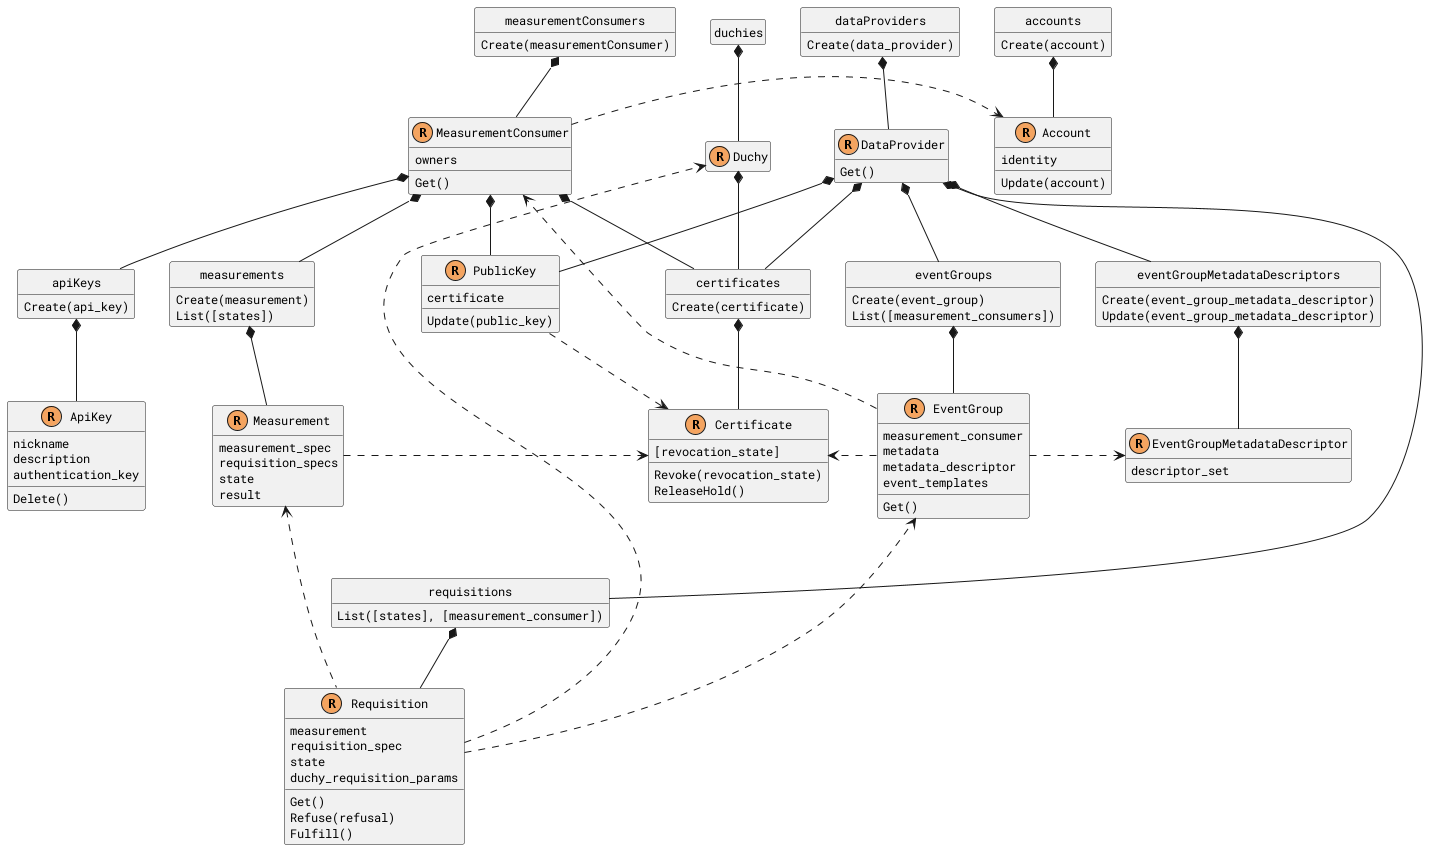 measurementConsumers
Create(measurementConsumer)
duchies
dataProviders
Create(data_provider)
accounts
Create(account)
R MeasurementConsumer
owners
Get()
R Duchy
R DataProvider
Get()
R Account
identity
Update(account)
apiKeys
Create(api_key)
measurements
Create(measurement)
List([states])
R PublicKey
certificate
Update(public_key)
certificates
Create(certificate)
eventGroups
Create(event_group)
List([measurement_consumers])
eventGroupMetadataDescriptors
Create(event_group_metadata_descriptor)
Update(event_group_metadata_descriptor)
R ApiKey
nickname
description
authentication_key
Delete()
R Measurement
measurement_spec
requisition_specs
state
result
R Certificate
[revocation_state]
Revoke(revocation_state)
ReleaseHold()
R EventGroup
measurement_consumer
metadata
metadata_descriptor
event_templates
Get()
R EventGroupMetadataDescriptor
descriptor_set
requisitions
List([states], [measurement_consumer])
R Requisition
measurement
requisition_spec
state
duchy_requisition_params
Get()
Refuse(refusal)
Fulfill()